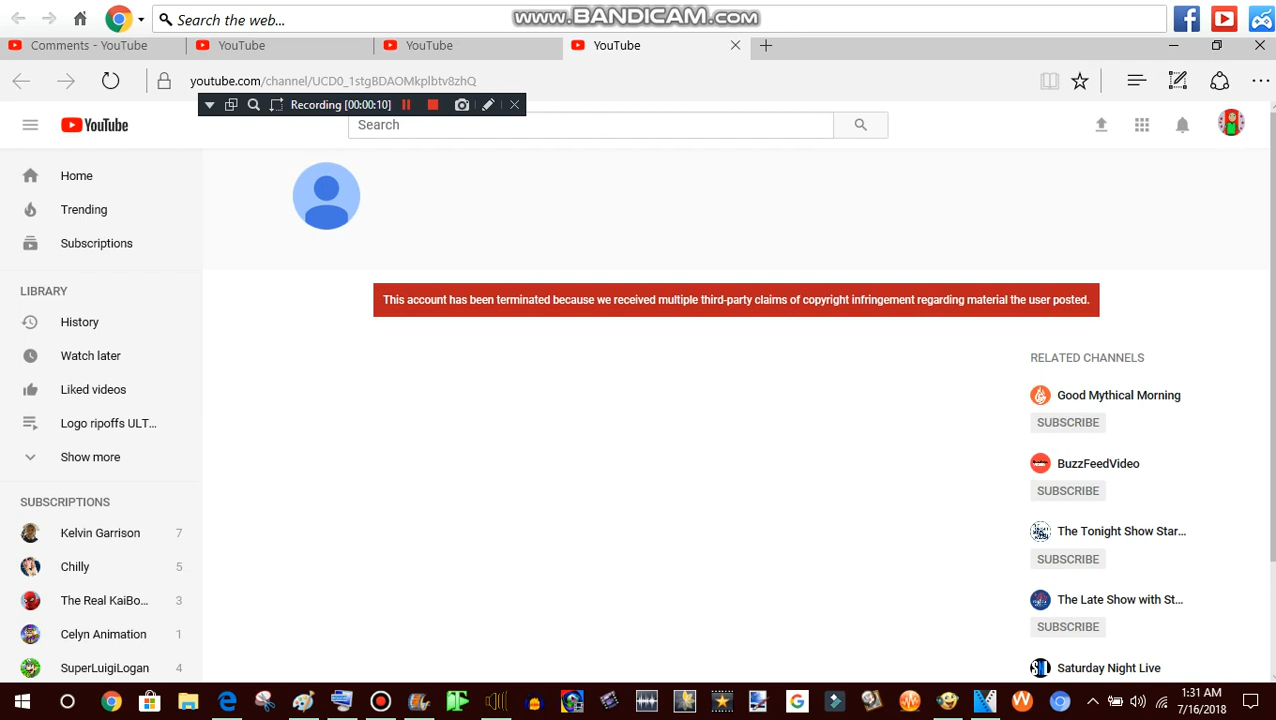 Search the web...
www.BANDICAM.com
Comments - YouTube
YouTube
YouTube
YouTube
youtube.com/channel/UCD0_1stgBDAOMkplbtv8zhQ
Recording [00:00:10]
YouTube
Search
Home
Trending
Subscriptions
LIBRARY
History
Watch later
Liked videos
Logo ripoffs ULT...
Show more
SUBSCRIPTIONS
Kelvin Garrison 7
Chilly 5
The Real KaiBo... 3
Celyn Animation 1
SuperLuigiLogan 4
This account has been terminated because we received multiple third-party claims of copyright infringement regarding material the user posted.
RELATED CHANNELS
Good Mythical Morning
SUBSCRIBE
BuzzFeedVideo
SUBSCRIBE
The Tonight Show Star...
SUBSCRIBE
The Late Show with St...
SUBSCRIBE
Saturday Night Live
1:31 AM
7/16/2018